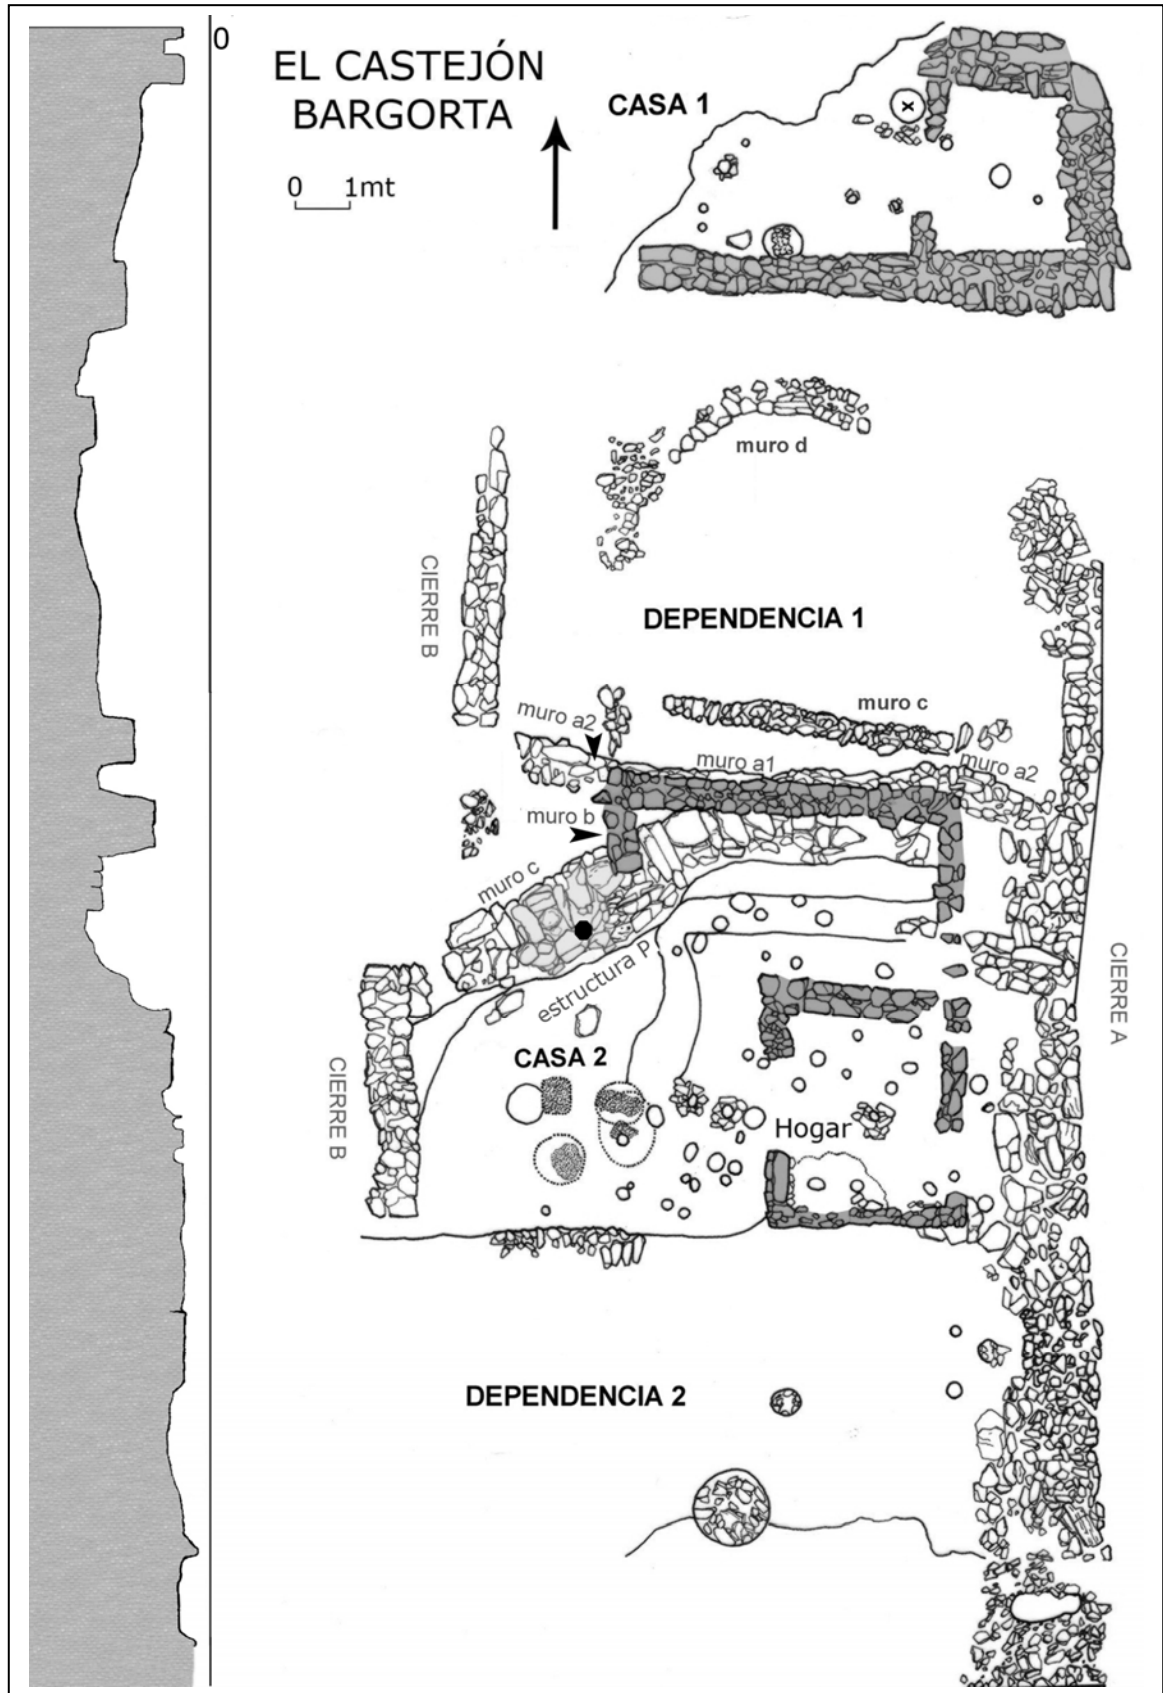 0
EL CASTEJÓN
BARGORTA
0 1mt
CASA 1
x
muro d
CIERRE B
DEPENDENCIA 1
muro a2
muro c
muro a1
muro a2
muro b
muro c
estructura P.
CIERRE A
CASA 2
CIERRE B
Hogar
DEPENDENCIA 2